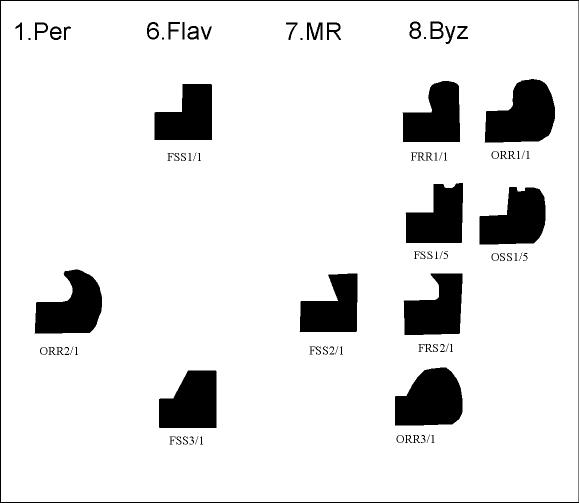 1.Per 6.Flav 7.MR 8.Byz
FSS1/1 FRR1/1 ORR1/1
FSS1/5 OSS1/5
ORR2/1 FSS2/1 FRS2/1
FSS3/1 ORR3/1